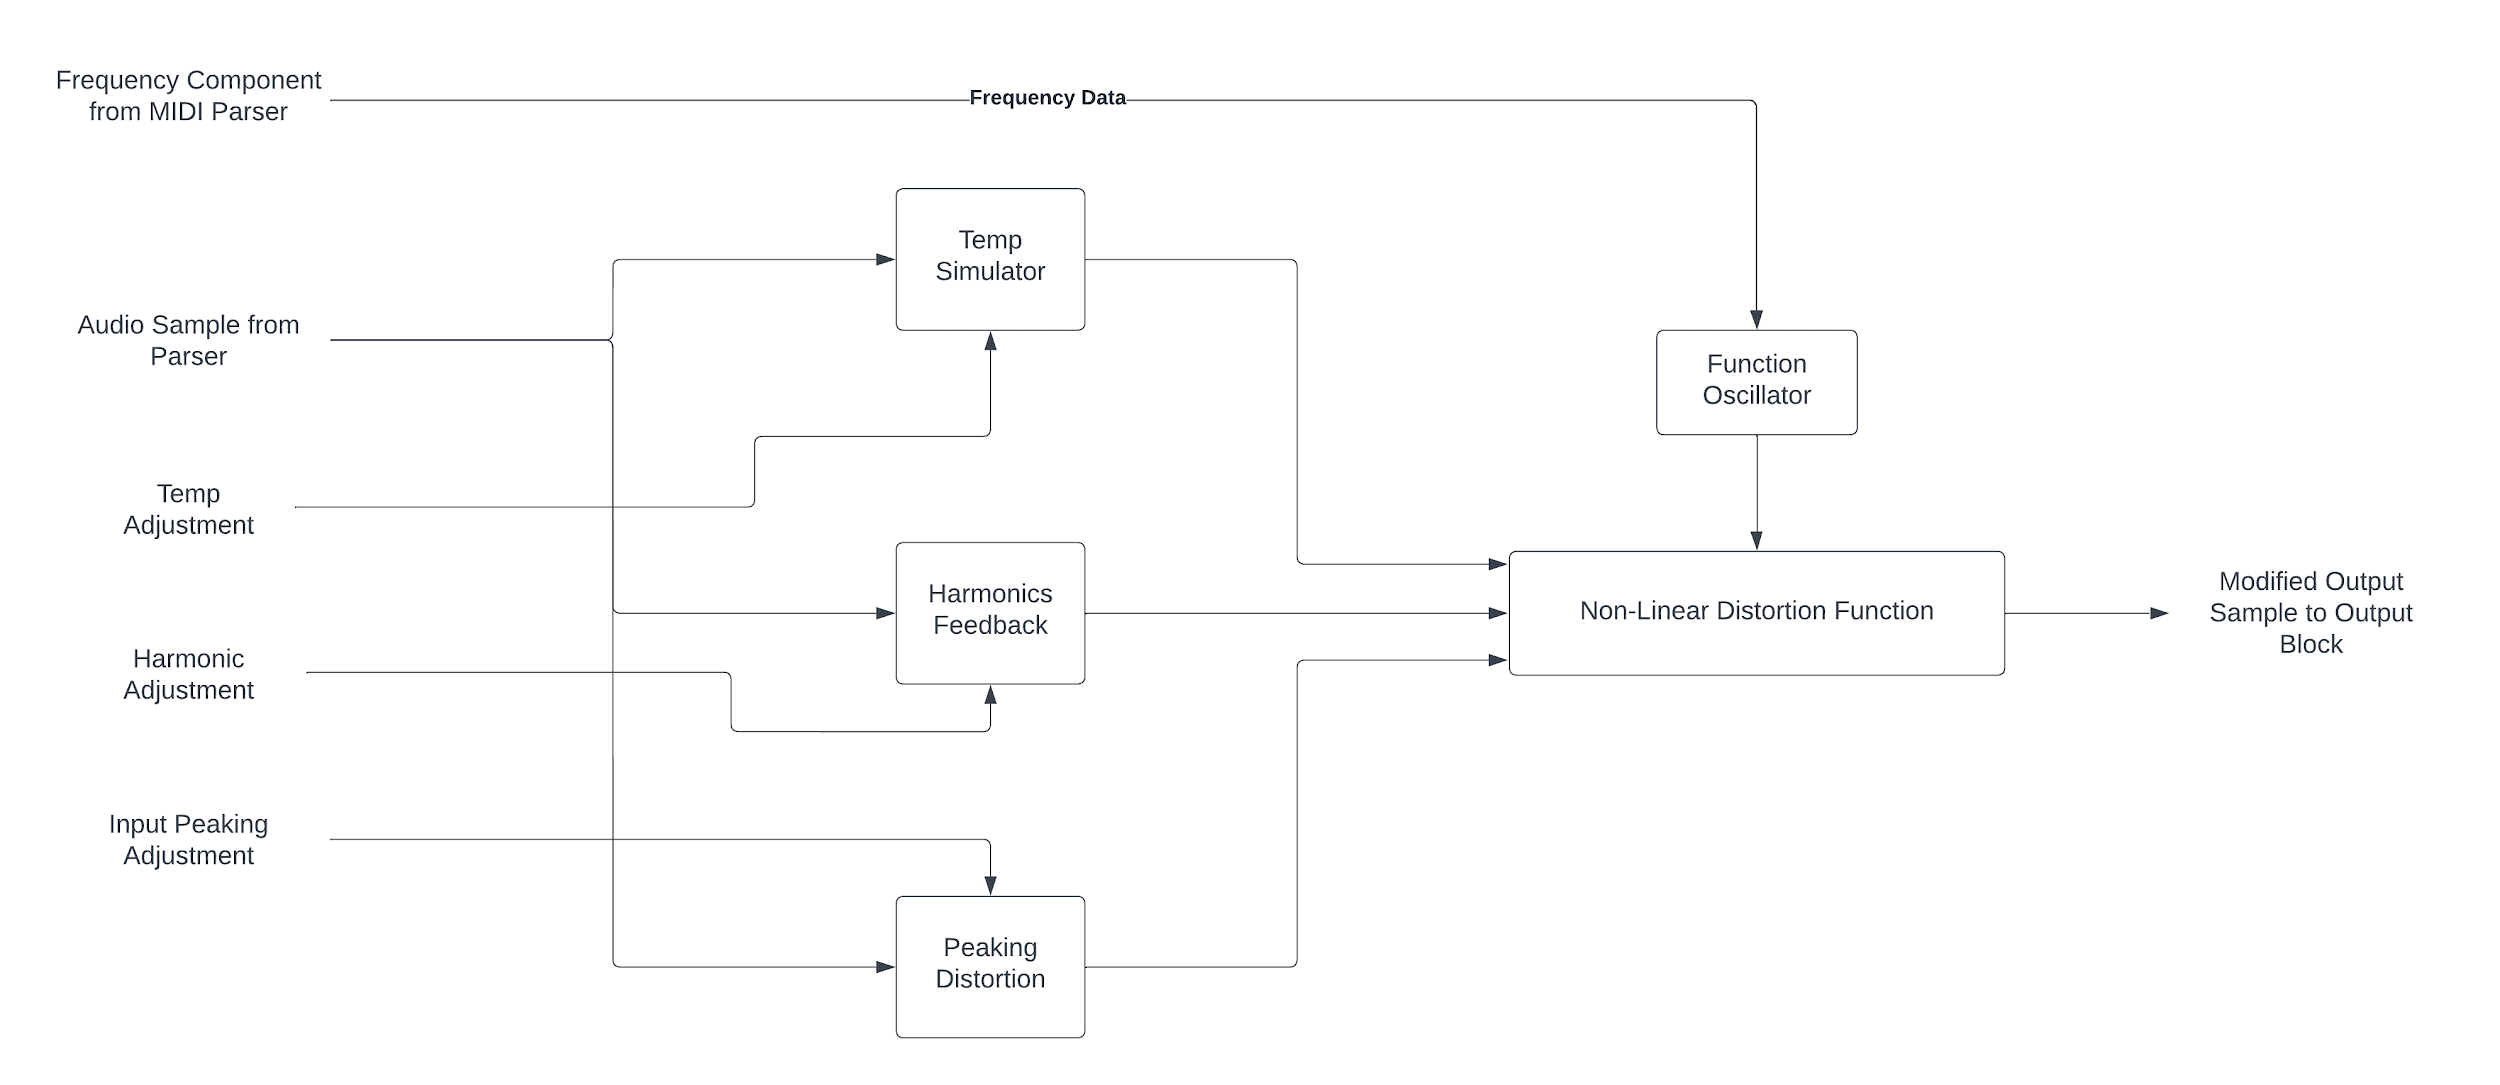 Frequency Component
from MIDI Parser
Frequency Data
Temp
Simulator
Audio Sample from
Parser
Function
Oscillator
Temp
Adjustment
Harmonics
Feedback
Non-Linear Distortion Function
Modified Output
Sample to Output
Block
Harmonic
Adjustment
Input Peaking
Adjustment
Peaking
Distortion